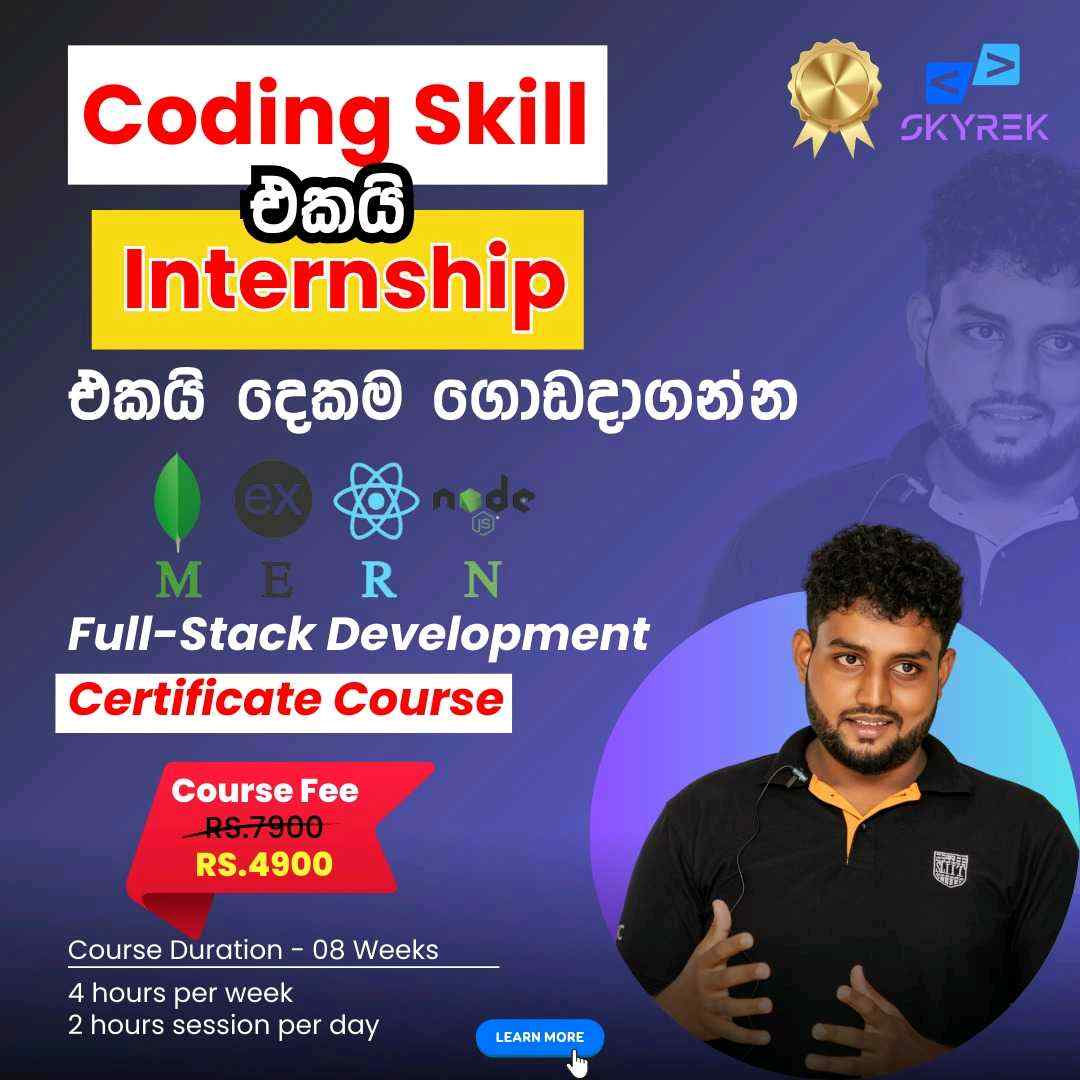 Coding Skill
එකයි
Internship
එකයි දෙකම ගොඩදාගන්න
SKYREK
ex
node
JS
M E R N
Full-Stack Development
Certificate Course
Course Fee
RS.7900
RS.4900
Course Duration - 08 Weeks
4 hours per week
2 hours session per day
LEARN MORE